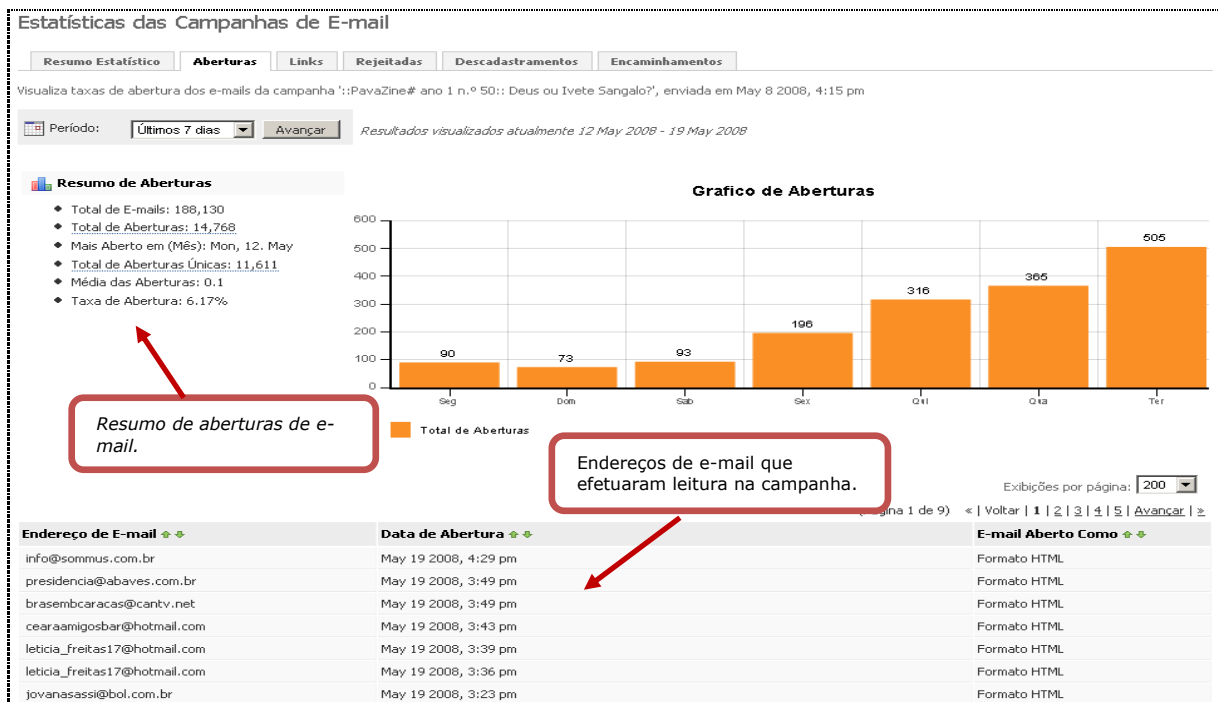 Estatísticas das Campanhas de E-mail
Resumo Estatístico Aberturas Links Rejeitadas Descadastramentos Encaminhamentos
Visualiza taxas de abertura dos e-mails da campanha '::PavaZine# ano 1 n.º 50:: Deus ou Ivete Sangalo?', enviada em May 8 2008, 4:15 pm
Período: Últimos 7 dias Avançar Resultados visualizados atualmente 12 May 2008 - 19 May 2008
Resumo de Aberturas
Total de E-mails: 188,130
Total de Aberturas: 14,768
Mais Aberto em (Mês): Mon, 12. May
Total de Aberturas Únicas: 11,611
Média das Aberturas: 0.1
Taxa de Abertura: 6.17%
Grafico de Aberturas
600
500
400
300
200
100
0
90 73 93 196 316 365 505
Seg Dom Sab Sex Qui Qua Ter
Total de Aberturas
Resumo de aberturas de e-
mail.
Endereços de e-mail que
efetuaram leitura na campanha.
Exibições por página: 200
1 de 9) « | Voltar | 1 | 2 | 3 | 4 | 5 | Avançar | »
Endereço de E-mail Data de Abertura E-mail Aberto Como
info@sommus.com.br May 19 2008, 4:29 pm Formato HTML
presidencia@abaves.com.br May 19 2008, 3:49 pm Formato HTML
brasembcaracas@cantv.net May 19 2008, 3:49 pm Formato HTML
cearaamigosbar@hotmail.com May 19 2008, 3:43 pm Formato HTML
leticia_freitas17@hotmail.com May 19 2008, 3:39 pm Formato HTML
leticia_freitas17@hotmail.com May 19 2008, 3:36 pm Formato HTML
jovanasassi@bol.com.br May 19 2008, 3:23 pm Formato HTML